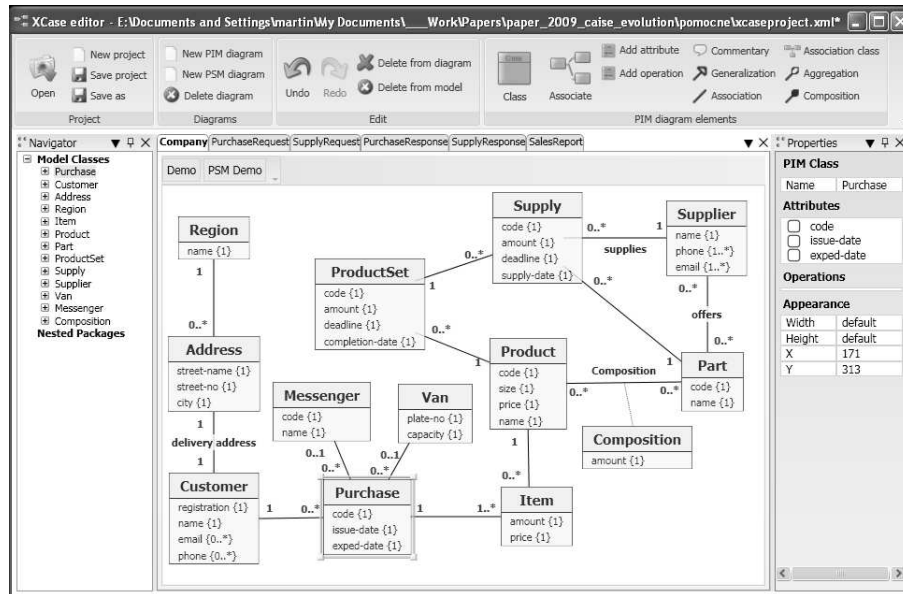 XCase editor - E:\Documents and Settings\martin\My Documents\___Work\Papers\paper_2009_caise_evolution\pomocne\xcaseproject.xml*
Open
New project
Save project
Save as
Project
New PIM diagram
New PSM diagram
Delete diagram
Diagrams
Undo
Redo
Delete from diagram
Delete from model
Edit
Class
Class
Associate
Add attribute
Add operation
Commentary
Generalization
Association
Association class
Aggregation
Composition
PIM diagram elements
Navigator
Model Classes
Purchase
Customer
Address
Region
Item
Product
Part
ProductSet
Supply
Supplier
Van
Messenger
Composition
Nested Packages
Company PurchaseRequest SupplyRequest PurchaseResponse SupplyResponse SalesReport
Demo PSM Demo
Region
name {1}
1
0..*
Address
street-name {1}
street-no {1}
city {1}
1
delivery address
1
Customer
registration {1}
name {1}
email {0..*}
phone {0..*}
1
0..*
ProductSet
code {1}
amount {1}
deadline {1}
completion-date {1}
1
0..*
0..*
1
Supply
code {1}
amount {1}
deadline {1}
supply-date {1}
0..*
1
supplies
0..*
1
Supplier
name {1}
phone {1..*}
email {1..*}
0..*
offers
0..*
Product
code {1}
size {1}
price {1}
name {1}
Composition
0..*
0..*
Part
code {1}
name {1}
Composition
amount {1}
1
0..*
Messenger
code {1}
name {1}
0..1
0..*
Van
plate-no {1}
capacity {1}
0..1
0..*
Purchase
code {1}
issue-date {1}
exped-date {1}
1
1..*
Item
amount {1}
price {1}
Properties
PIM Class
Name Purchase
Attributes
code
issue-date
exped-date
Operations
Appearance
Width default
Height default
X 171
Y 313